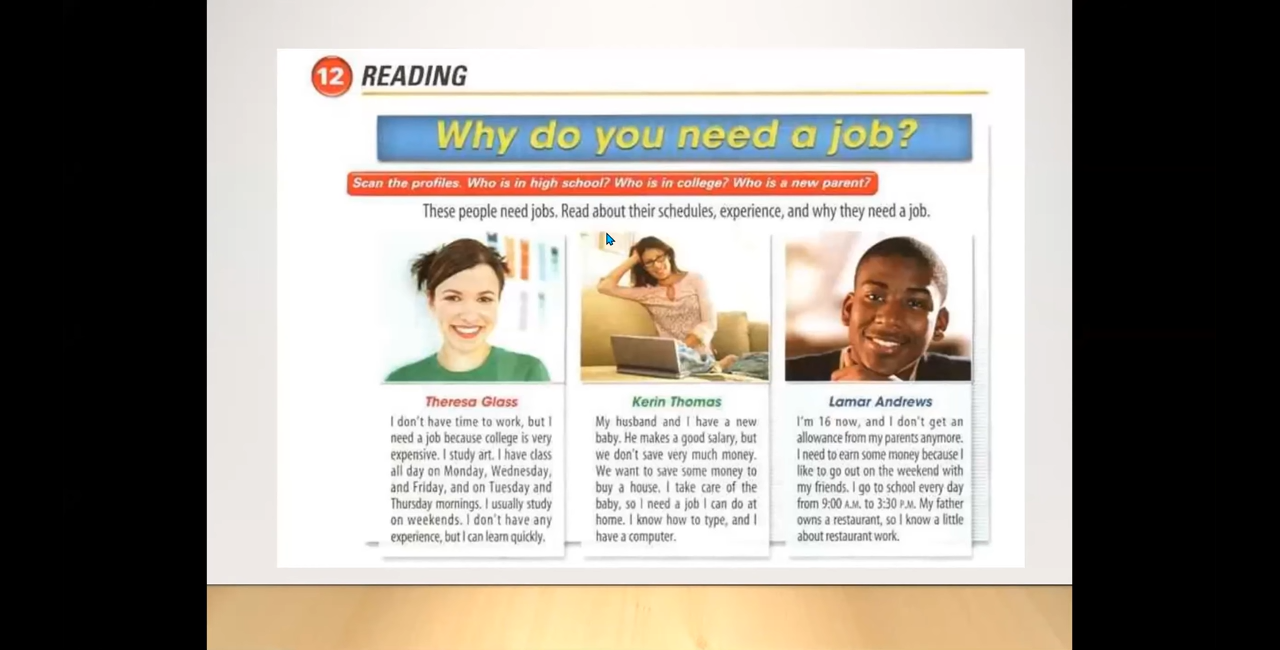 12 READING
Why do you need a job?
Scan the profiles. Who is in high school? Who is in college? Who is a new parent?
These people need jobs. Read about their schedules, experience, and why they need a job.
Theresa Glass
I don't have time to work, but I
need a job because college is very
expensive. I study art. I have class
all day on Monday, Wednesday,
and Friday, and on Tuesday and
Thursday mornings. I usually study
on weekends. I don't have any
experience, but I can learn quickly.
Kerin Thomas
My husband and I have a new
baby. He makes a good salary, but
we don't save very much money.
We want to save some money to
buy a house. I take care of the
baby, so I need a job I can do at
home. I know how to type, and I
have a computer.
Lamar Andrews
I'm 16 now, and I don't get an
allowance from my parents anymore.
I need to earn some money because I
like to go out on the weekend with
my friends. I go to school every day
from 9:00 A.M. to 3:30 P.M. My father
owns a restaurant, so I know a little
about restaurant work.